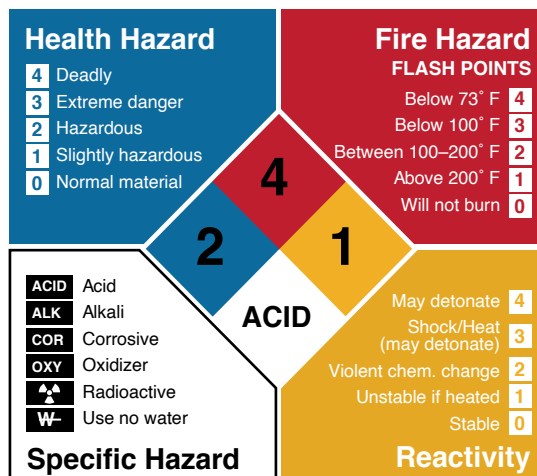 Health Hazard
4 Deadly
3 Extreme danger
2 Hazardous
1 Slightly hazardous
0 Normal material
Fire Hazard
FLASH POINTS
Below 73° F 4
Below 100° F 3
Between 100–200° F 2
Above 200° F 1
Will not burn 0
4
2
1
ACID
ACID Acid
ALK Alkali
COR Corrosive
OXY Oxidizer
Radioactive
W Use no water
Specific Hazard
May detonate 4
Shock/Heat
(may detonate) 3
Violent chem. change 2
Unstable if heated 1
Stable 0
Reactivity